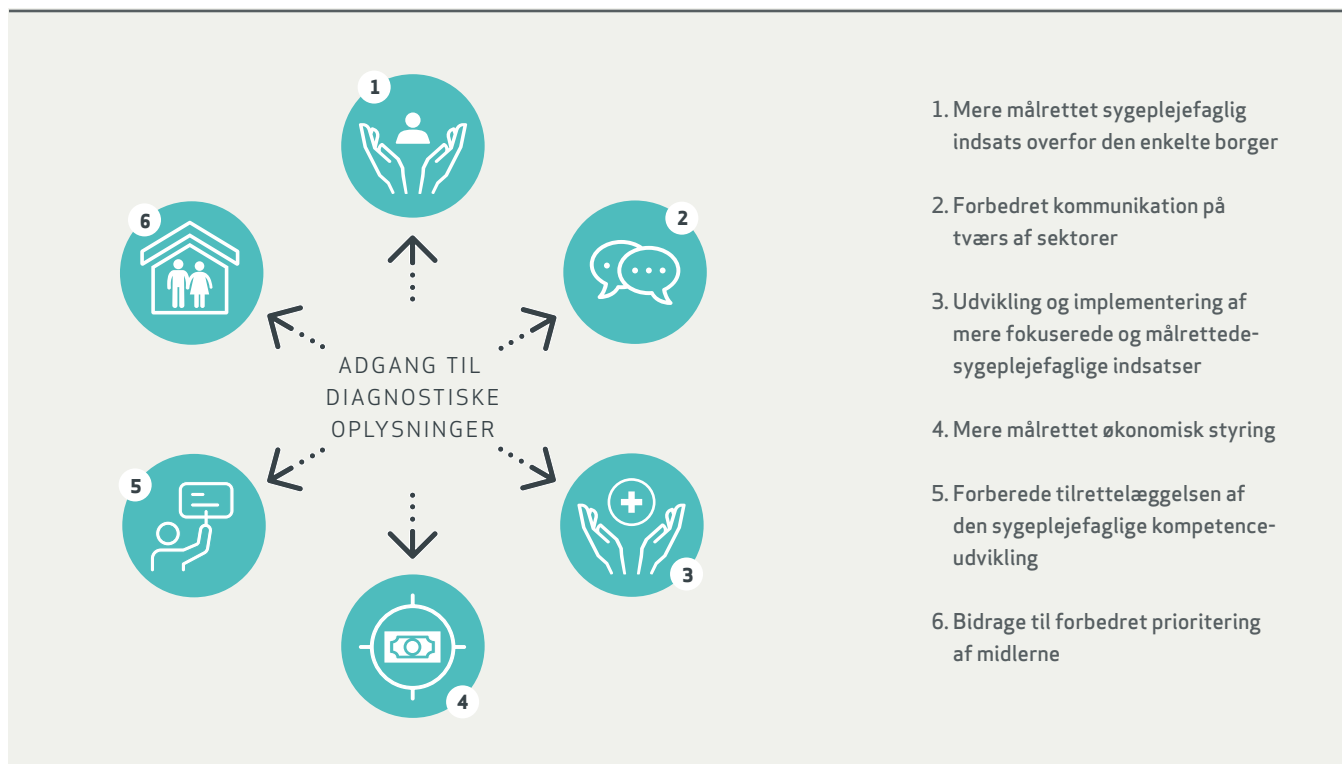 1
2
3
4
5
6
ADGANG TIL
DIAGNOSTISKE
OPLYSNINGER
1. Mere målrettet sygeplejefaglig
indsats overfor den enkelte borger
2. Forbedret kommunikation på
tværs af sektorer
3. Udvikling og implementering af
mere fokuserede og målrettede-
sygeplejefaglige indsatser
4. Mere målrettet økonomisk styring
5. Forberede tilrettelæggelsen af
den sygeplejefaglige kompetence-
udvikling
6. Bidrage til forbedret prioritering
af midlerne